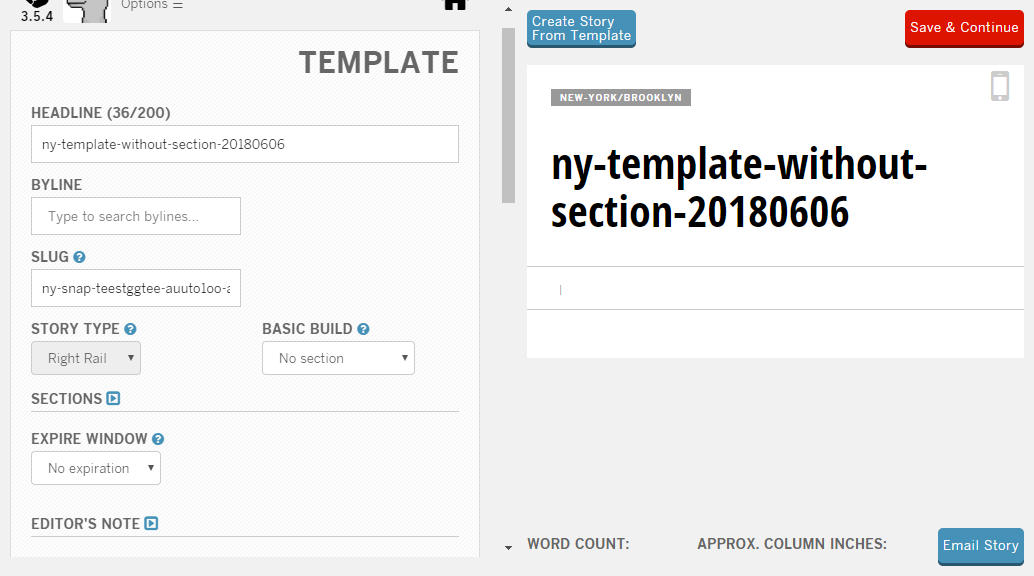 3.5.4
Options
TEMPLATE
HEADLINE (36/200)
ny-template-without-section-20180606
BYLINE
Type to search bylines...
SLUG
ny-snap-teestggtee-auuto1oo-a
STORY TYPE
BASIC BUILD
Right Rail
No section
SECTIONS
EXPIRE WINDOW
No expiration
EDITOR'S NOTE
Create Story
From Template
Save & Continue
NEW-YORK/BROOKLYN
ny-template-without-
section-20180606
WORD COUNT:
APPROX. COLUMN INCHES:
Email Story